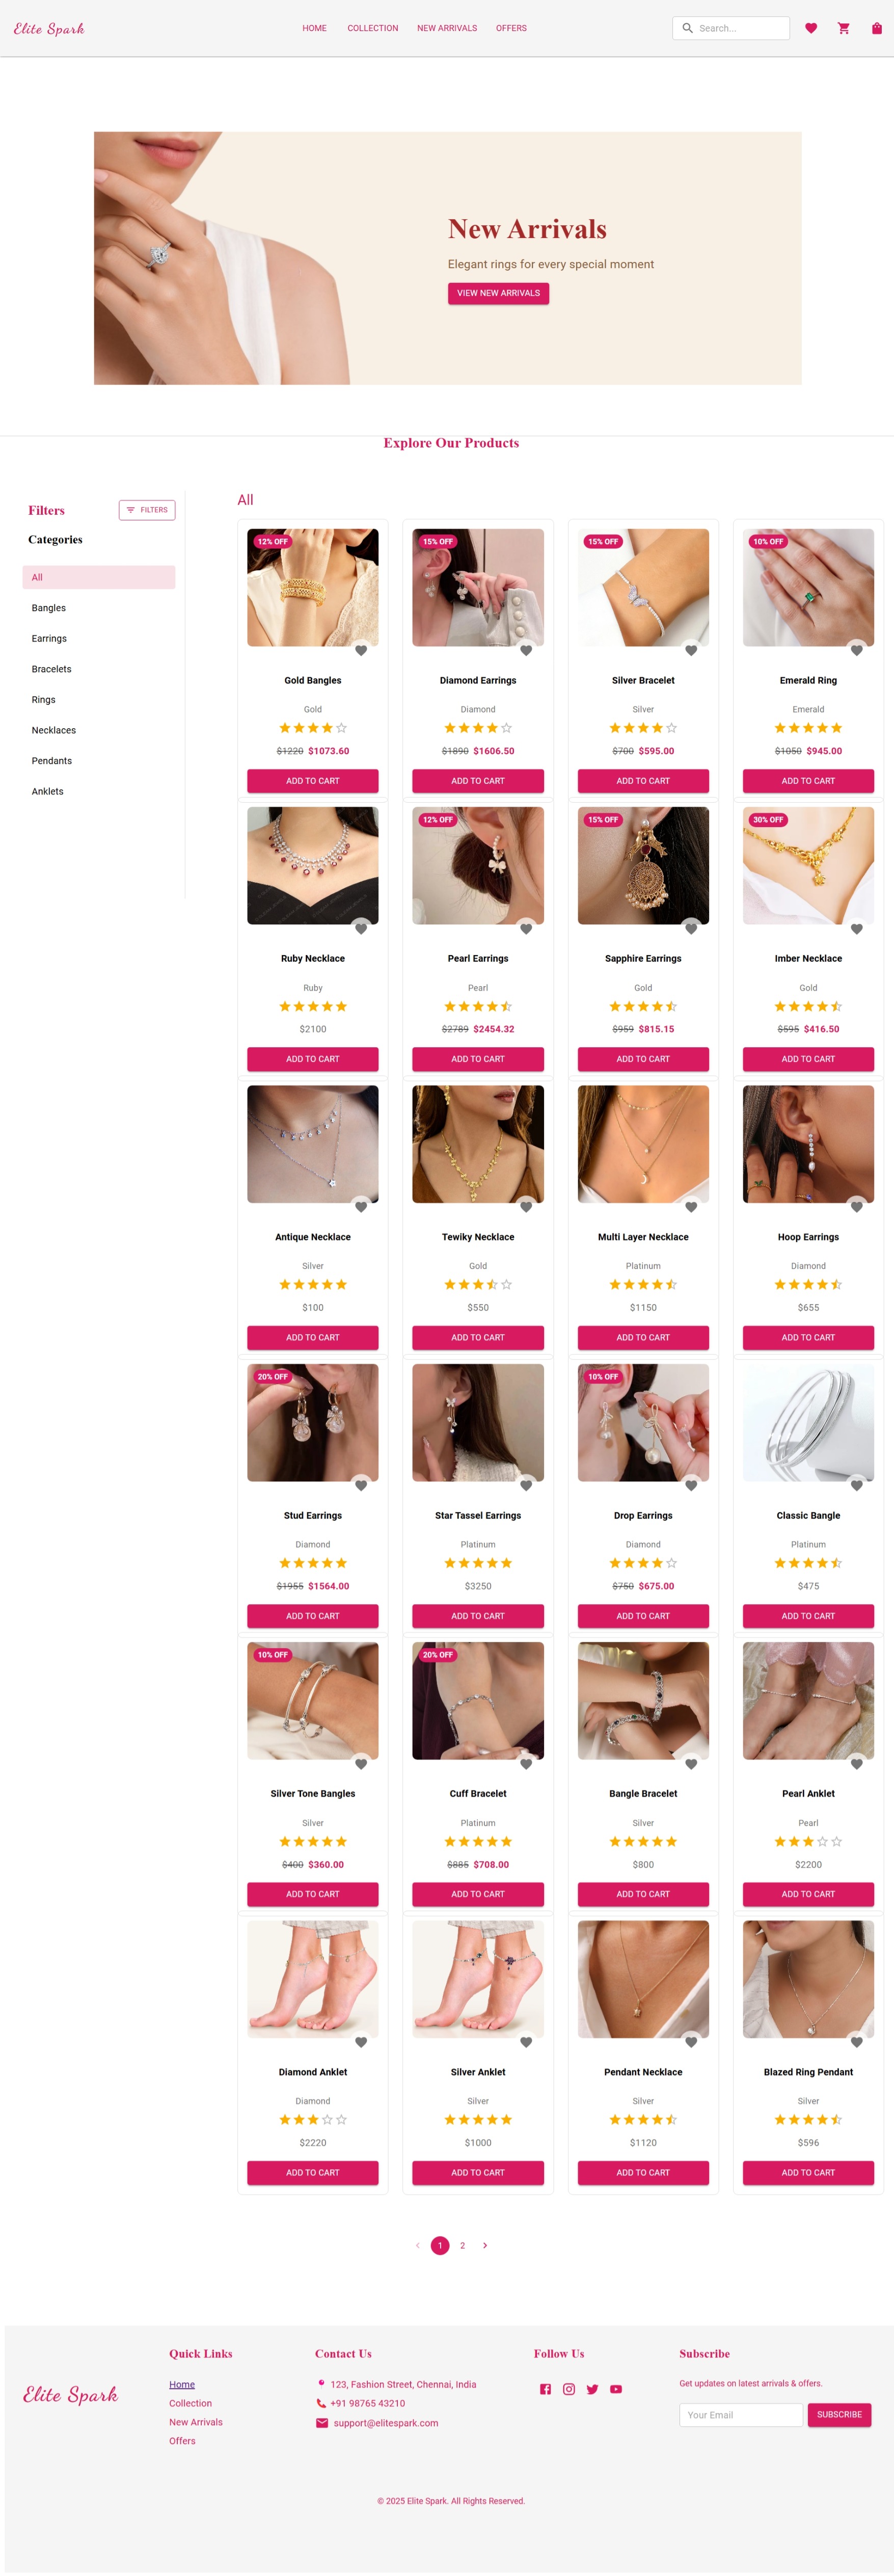 Elite Spark
HOME COLLECTION NEW ARRIVALS OFFERS
Search...
New Arrivals
Elegant rings for every special moment
VIEW NEW ARRIVALS
Explore Our Products
Filters
FILTERS
Categories
All
Bangles
Earrings
Bracelets
Rings
Necklaces
Pendants
Anklets
All
12% OFF
Gold Bangles
Gold
$1220 $1073.60
ADD TO CART
15% OFF
Diamond Earrings
Diamond
$1890 $1606.50
ADD TO CART
15% OFF
Silver Bracelet
Silver
$700 $595.00
ADD TO CART
10% OFF
Emerald Ring
Emerald
$1050 $945.00
ADD TO CART
Ruby Necklace
Ruby
$2100
ADD TO CART
12% OFF
Pearl Earrings
Pearl
$2789 $2454.32
ADD TO CART
15% OFF
Sapphire Earrings
Gold
$959 $815.15
ADD TO CART
30% OFF
Imber Necklace
Gold
$595 $416.50
ADD TO CART
Antique Necklace
Silver
$100
ADD TO CART
Tewiky Necklace
Gold
$550
ADD TO CART
Multi Layer Necklace
Platinum
$1150
ADD TO CART
Hoop Earrings
Diamond
$655
ADD TO CART
20% OFF
Stud Earrings
Diamond
$1955 $1564.00
ADD TO CART
Star Tassel Earrings
Platinum
$3250
ADD TO CART
10% OFF
Drop Earrings
Diamond
$750 $675.00
ADD TO CART
Classic Bangle
Platinum
$475
ADD TO CART
10% OFF
Silver Tone Bangles
Silver
$400 $360.00
ADD TO CART
20% OFF
Cuff Bracelet
Platinum
$885 $708.00
ADD TO CART
Bangle Bracelet
Silver
$800
ADD TO CART
Pearl Anklet
Pearl
$2200
ADD TO CART
Diamond Anklet
Diamond
$2220
ADD TO CART
Silver Anklet
Silver
$1000
ADD TO CART
Pendant Necklace
Silver
$1120
ADD TO CART
Blazed Ring Pendant
Silver
$596
ADD TO CART
1 2
Elite Spark
Quick Links
Home
Collection
New Arrivals
Offers
Contact Us
123, Fashion Street, Chennai, India
+91 98765 43210
support@elitespark.com
Follow Us
Subscribe
Get updates on latest arrivals & offers.
Your Email
SUBSCRIBE
© 2025 Elite Spark. All Rights Reserved.